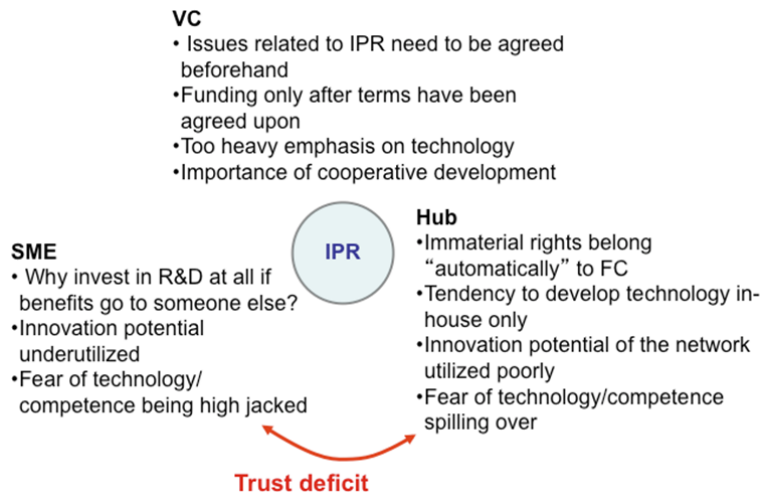 VC
• Issues related to IPR need to be agreed
beforehand
•Funding only after terms have been
agreed upon
•Too heavy emphasis on technology
•Importance of cooperative development
IPR
SME
• Why invest in R&D at all if
benefits go to someone else?
•Innovation potential
underutilized
•Fear of technology/
competence being high jacked
Hub
•Immaterial rights belong
“automatically” to FC
•Tendency to develop technology in-
house only
•Innovation potential of the network
utilized poorly
•Fear of technology/competence
spilling over
Trust deficit